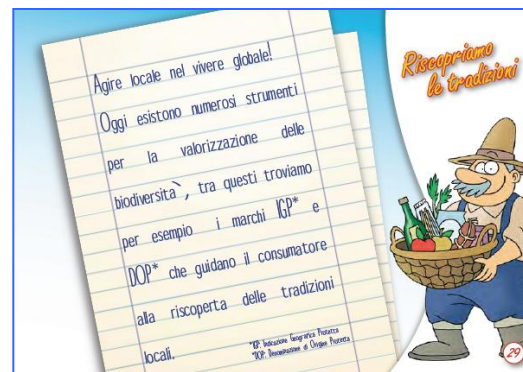 Agire locale nel vivere globale!
Oggi esistono numerosi strumenti
per la valorizzazione delle
biodiversità, tra questi troviamo
per esempio i marchi IGP* e
DOP* che guidano il consumatore
alla riscoperta delle tradizioni
locali.
*IGP: Indicazione Geografica Protetta
*DOP: Denominazione di Origine Protetta
Riscopriamo
le tradizioni
29